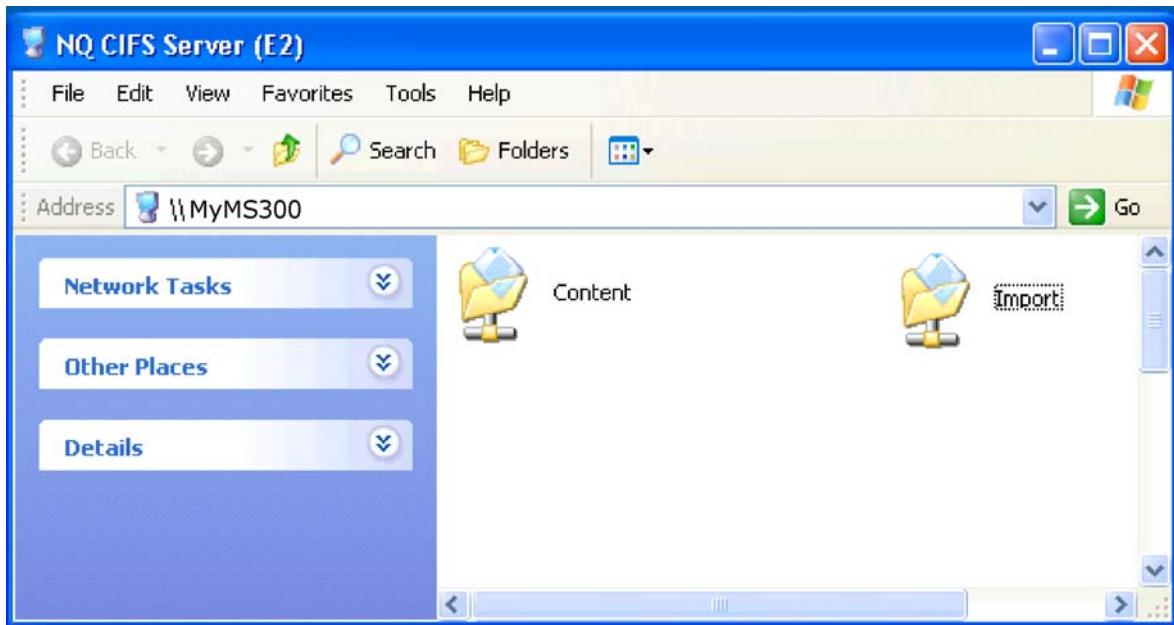 NQ CIFS Server (E2)
File Edit View Favorites Tools Help
Back Search Folders
Address \\MyMS300 Go
Network Tasks
Other Places
Details
Content
Import